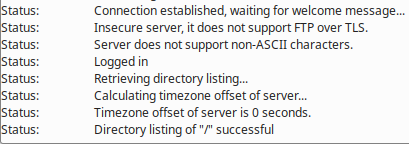 Status: Connection established, waiting for welcome message...
Status: Insecure server, it does not support FTP over TLS.
Status: Server does not support non-ASCII characters.
Status: Logged in
Status: Retrieving directory listing...
Status: Calculating timezone offset of server...
Status: Timezone offset of server is 0 seconds.
Status: Directory listing of "/" successful